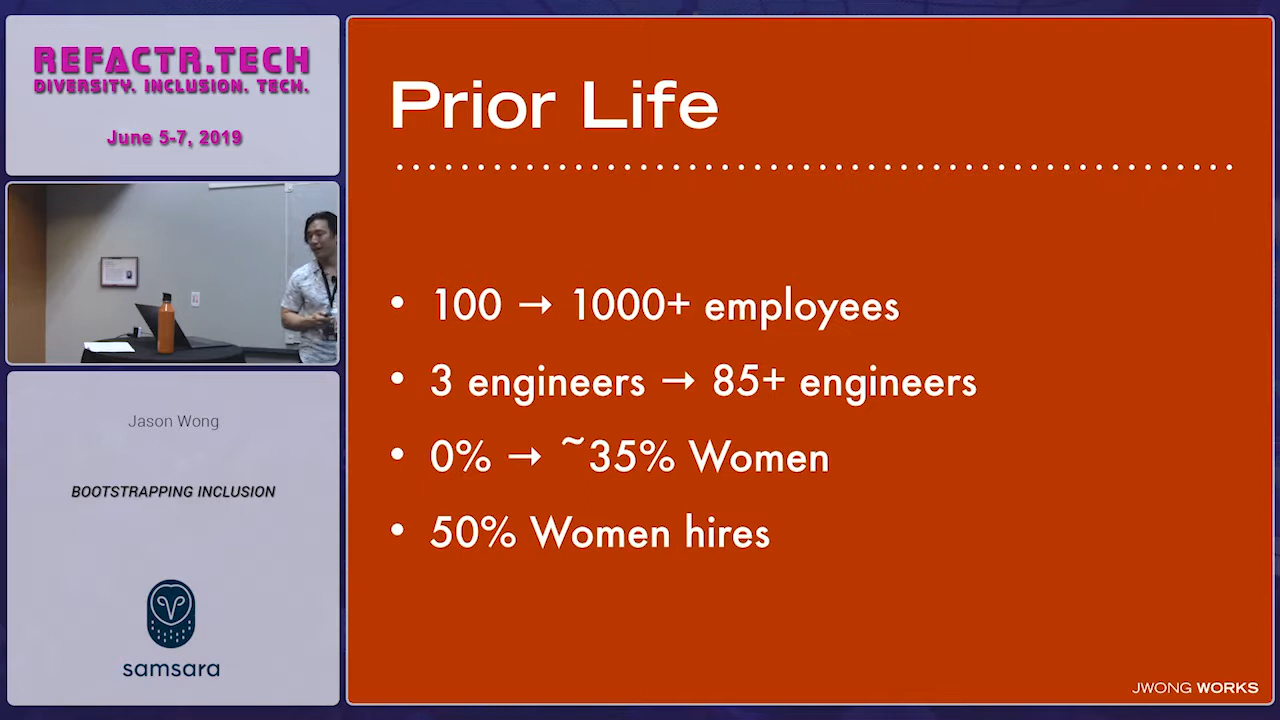 REFACTR.TECH
DIVERSITY. INCLUSION. TECH.
June 5-7, 2019
Jason Wong
BOOTSTRAPPING INCLUSION
samsara
Prior Life
• 100 → 1000+ employees
• 3 engineers → 85+ engineers
• 0% → ~35% Women
• 50% Women hires
JWONG WORKS